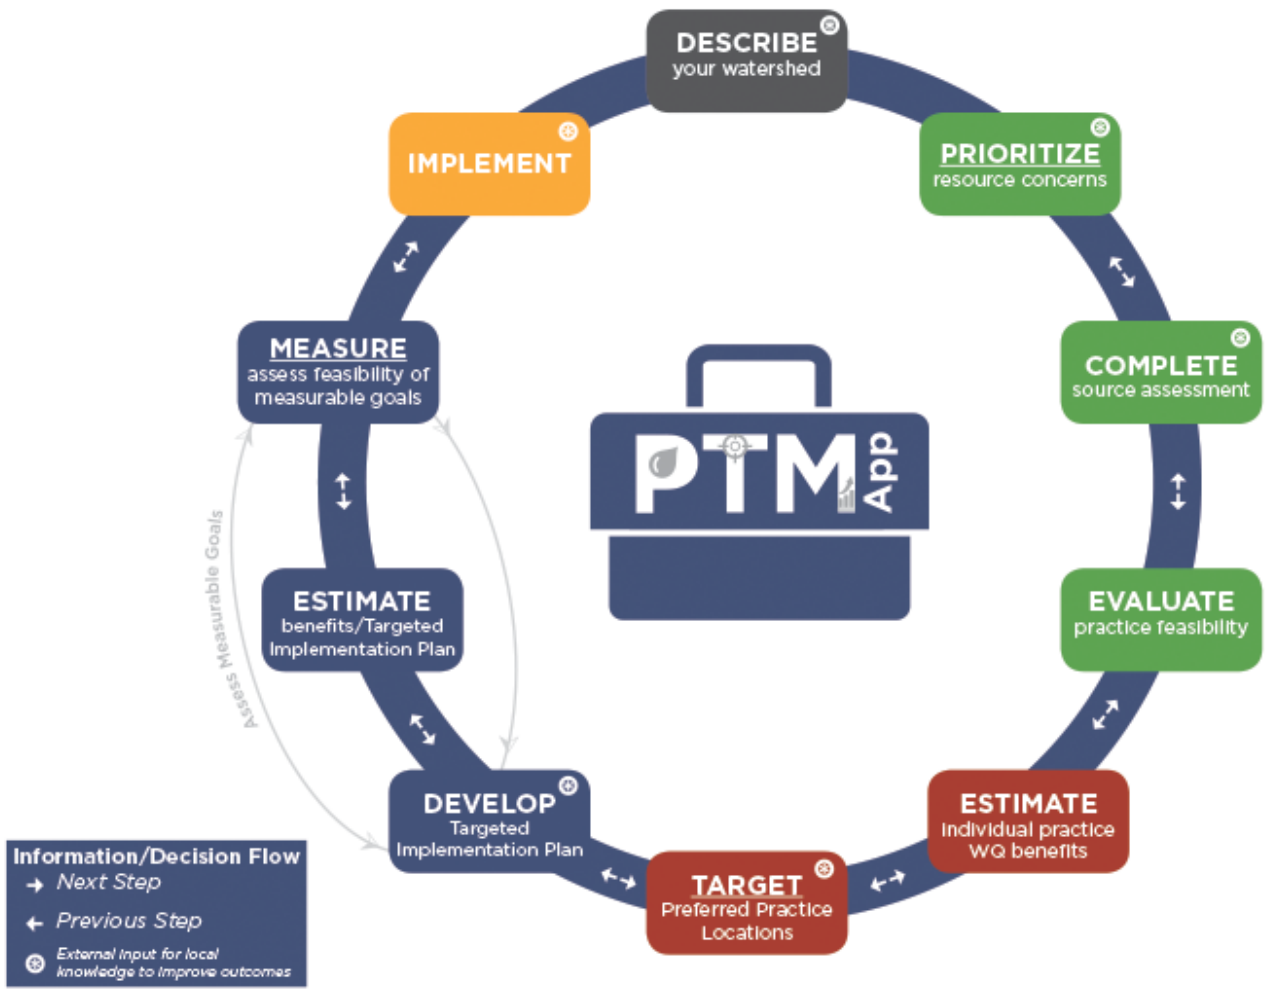 DESCRIBE
your watershed
PRIORITIZE
resource concerns
COMPLETE
source assessment
EVALUATE
practice feasibility
ESTIMATE
individual practice
WQ benefits
TARGET
Preferred Practice
Locations
DEVELOP
Targeted
Implementation Plan
ESTIMATE
benefits/Targeted
Implementation Plan
MEASURE
assess feasibility of
measurable goals
IMPLEMENT
Assess Measurable Goals
PTM
App
Information/Decision Flow
Next Step
Previous Step
External input for local
knowledge to improve outcomes